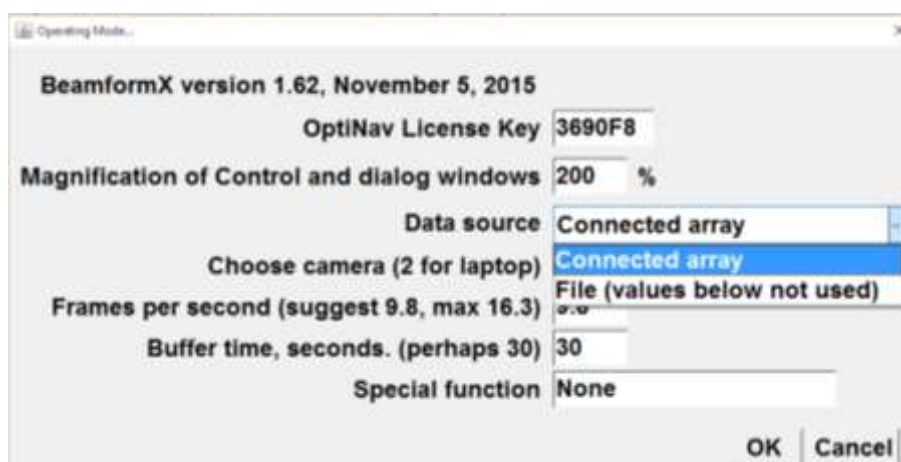 Operating Mode...
BeamformX version 1.62, November 5, 2015
OptiNav License Key 3690F8
Magnification of Control and dialog windows 200 %
Data source Connected array
Connected array
Choose camera (2 for laptop)
File (values below not used)
Frames per second (suggest 9.8, max 16.3)
Buffer time, seconds. (perhaps 30) 30
Special function None
OK Cancel